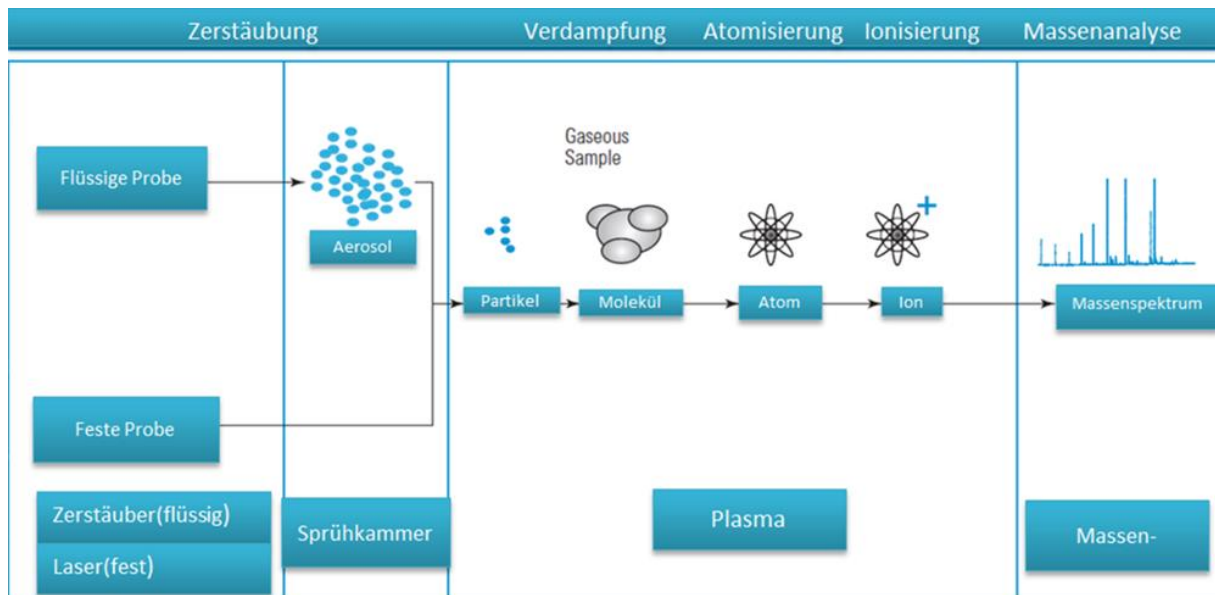 Zerstäubung
Verdampfung
Atomisierung
Ionisierung
Massenanalyse
Flüssige Probe
Aerosol
Gaseous
Sample
+
Partikel
Molekül
Atom
Ion
Massenspektrum
Feste Probe
Zerstäuber(flüssig)
Laser(fest)
Sprühkammer
Plasma
Massen-